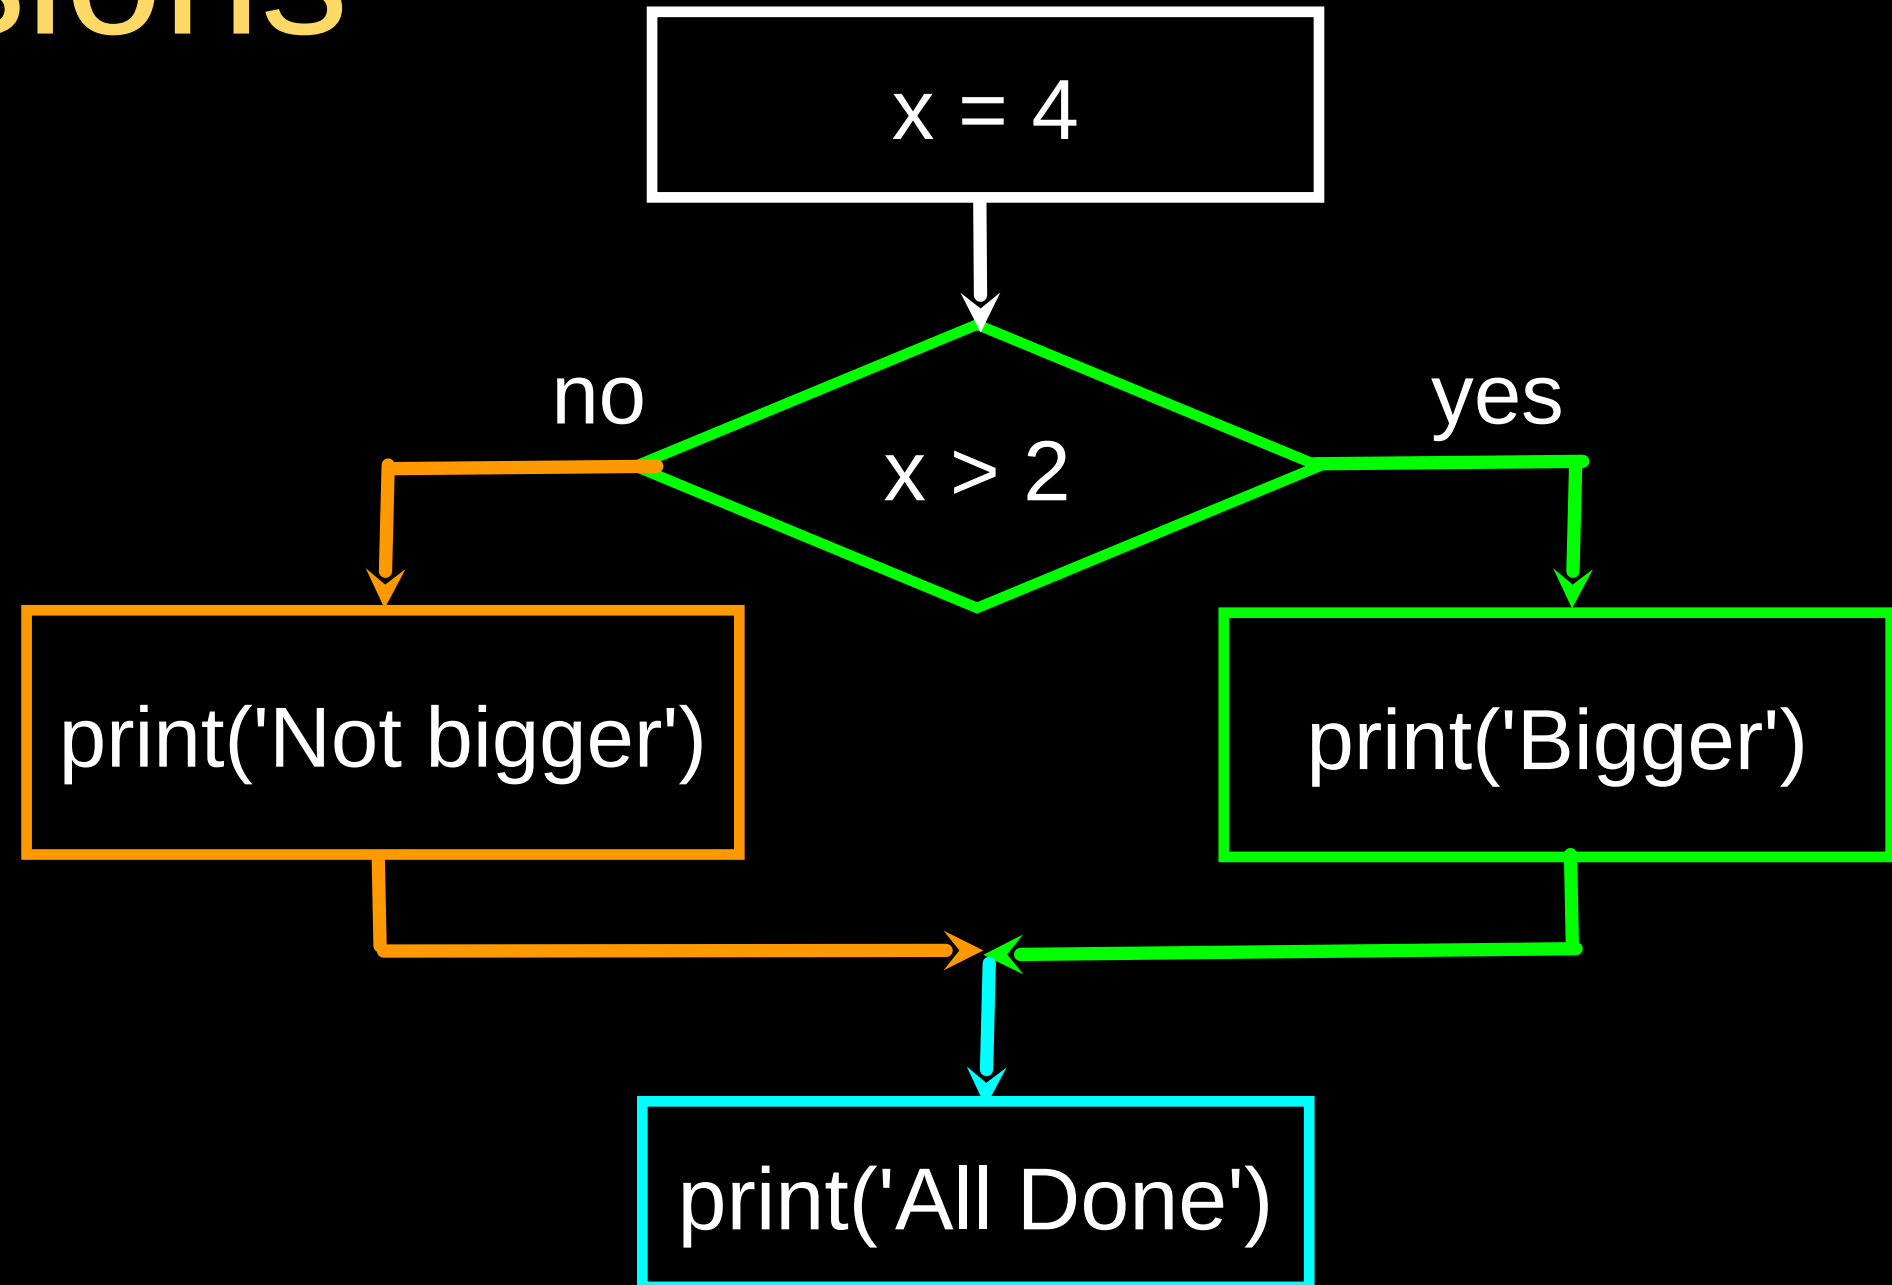 x = 4
no
yes
x > 2
print('Not bigger')
print('Bigger')
print('All Done')